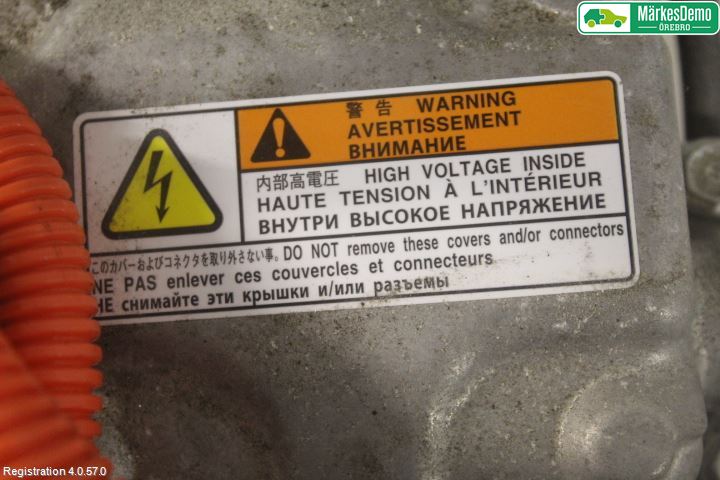 MärkesDemo
ÖREBRO
警告 WARNING
AVERTISSEMENT
ВНИМАНИЕ
内部高電圧 HIGH VOLTAGE INSIDE
HAUTE TENSION À L'INTÉRIEUR
ВНУТРИ ВЫСОКОЕ НАПРЯЖЕНИЕ
このカバーおよびコネクタを取り外さない事。DO NOT remove these covers and/or connectors
NE PAS enlever ces couvercles et connecteurs
НЕ снимайте эти крышки и/или разъемы
Registration 4.0.57.0